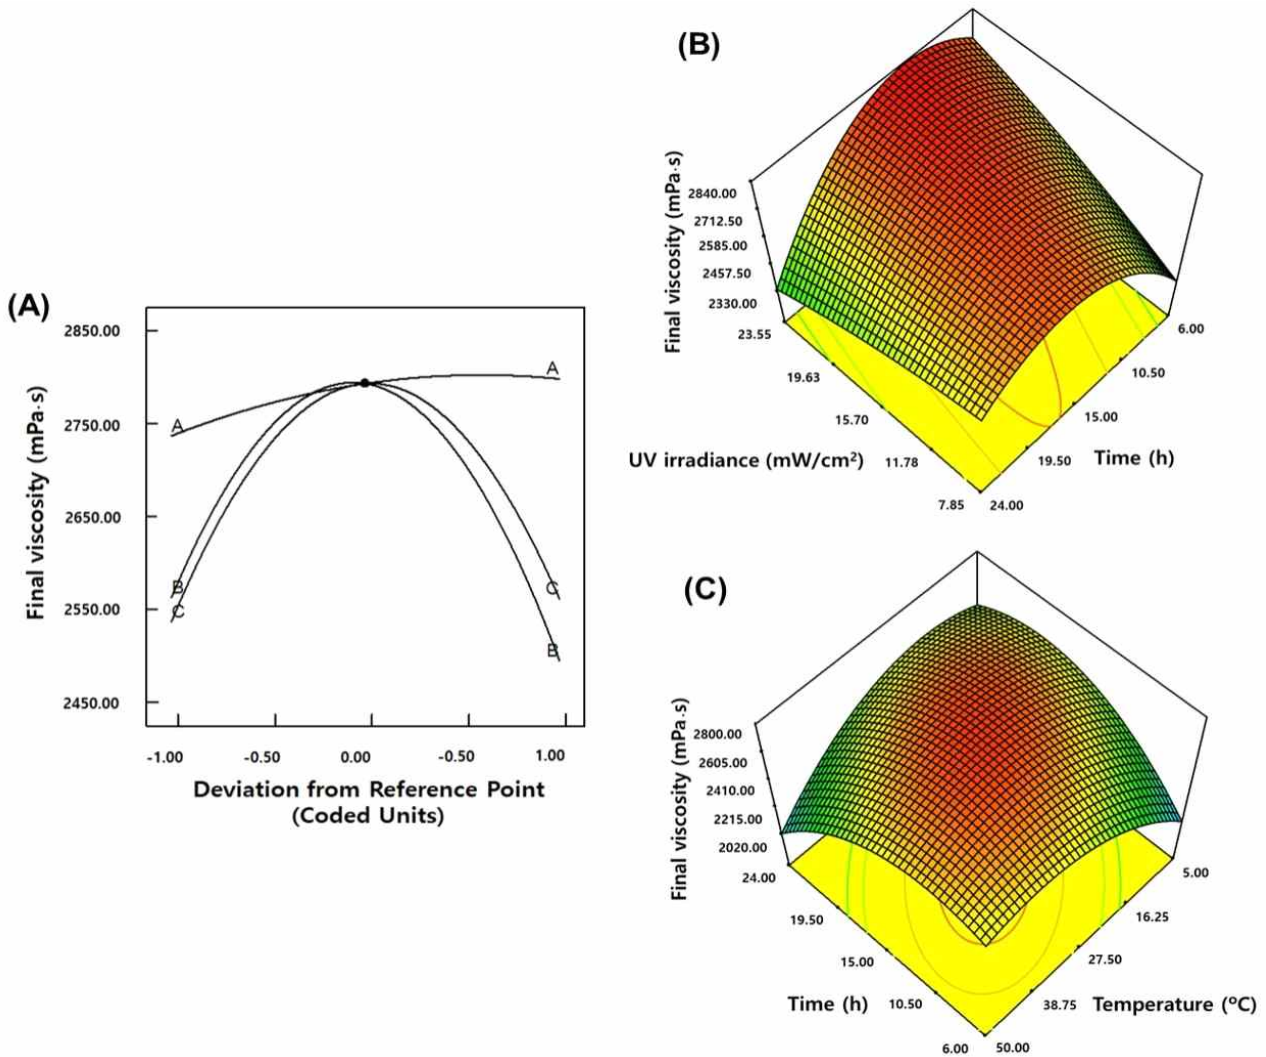 (A)
Final viscosity (mPa·s)
2850.00
2750.00
2650.00
2550.00
2450.00
A
A
B
C
C
B
-1.00 -0.50 0.00 -0.50 1.00
Deviation from Reference Point
(Coded Units)
(B)
Final viscosity (mPa·s)
2840.00
2712.50
2585.00
2457.50
2330.00
23.55
19.63
15.70
11.78
7.85
UV irradiance (mW/cm²)
6.00
10.50
15.00
19.50
24.00
Time (h)
(C)
Final viscosity (mPa·s)
2800.00
2605.00
2410.00
2215.00
2020.00
24.00
19.50
15.00
10.50
6.00
Time (h)
5.00
16.25
27.50
38.75
50.00
Temperature (ºC)